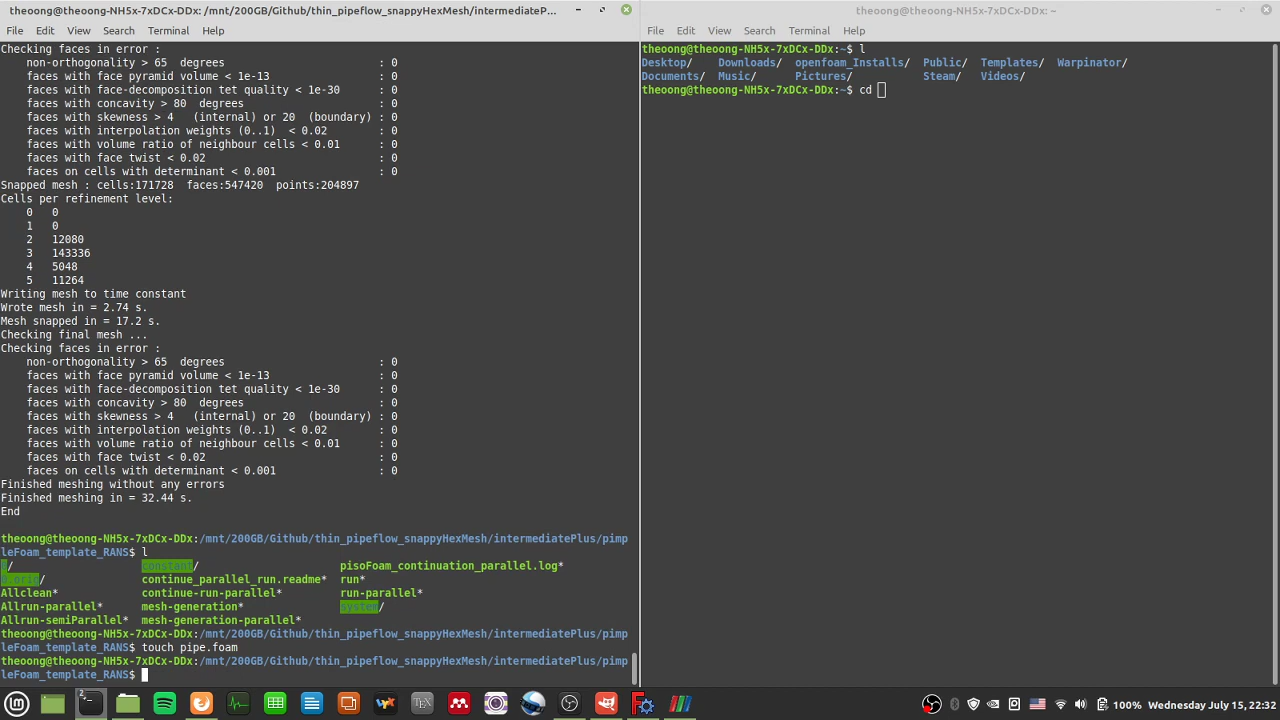 theoong@theoong-NH5x-7xDCx-DDx: /mnt/200GB/Github/thin_pipeflow_snappyHexMesh/intermediateP...
File Edit View Search Terminal Help
Checking faces in error :
non-orthogonality > 65 degrees : 0
faces with face pyramid volume < 1e-13 : 0
faces with face-decomposition tet quality < 1e-30 : 0
faces with concavity > 80 degrees : 0
faces with skewness > 4 (internal) or 20 (boundary) : 0
faces with interpolation weights (0..1) < 0.02 : 0
faces with volume ratio of neighbour cells < 0.01 : 0
faces with face twist < 0.02 : 0
faces on cells with determinant < 0.001 : 0
Snapped mesh : cells:171728 faces:547420 points:204897
Cells per refinement level:
0 0
1 0
2 12080
3 143336
4 5048
5 11264
Writing mesh to time constant
Wrote mesh in = 2.74 s.
Mesh snapped in = 17.2 s.
Checking final mesh ...
Checking faces in error :
non-orthogonality > 65 degrees : 0
faces with face pyramid volume < 1e-13 : 0
faces with face-decomposition tet quality < 1e-30 : 0
faces with concavity > 80 degrees : 0
faces with skewness > 4 (internal) or 20 (boundary) : 0
faces with interpolation weights (0..1) < 0.02 : 0
faces with volume ratio of neighbour cells < 0.01 : 0
faces with face twist < 0.02 : 0
faces on cells with determinant < 0.001 : 0
Finished meshing without any errors
Finished meshing in = 32.44 s.
End
theoong@theoong-NH5x-7xDCx-DDx:/mnt/200GB/Github/thin_pipeflow_snappyHexMesh/intermediatePlus/pimp
leFoam_template_RANS$ l
0/ constant/ pisoFoam_continuation_parallel.log*
0.orig/ continue_parallel_run.readme* run*
Allclean* continue-run-parallel* run-parallel*
Allrun-parallel* mesh-generation* system/
Allrun-semiParallel* mesh-generation-parallel*
theoong@theoong-NH5x-7xDCx-DDx:/mnt/200GB/Github/thin_pipeflow_snappyHexMesh/intermediatePlus/pimp
leFoam_template_RANS$ touch pipe.foam
theoong@theoong-NH5x-7xDCx-DDx:/mnt/200GB/Github/thin_pipeflow_snappyHexMesh/intermediatePlus/pimp
leFoam_template_RANS$
theoong@theoong-NH5x-7xDCx-DDx: ~
File Edit View Search Terminal Help
theoong@theoong-NH5x-7xDCx-DDx:~$ l
Desktop/ Downloads/ openfoam_Installs/ Public/ Templates/ Warpinator/
Documents/ Music/ Pictures/ Steam/ Videos/
theoong@theoong-NH5x-7xDCx-DDx:~$ cd
2 TEX 100% Wednesday July 15, 22:32